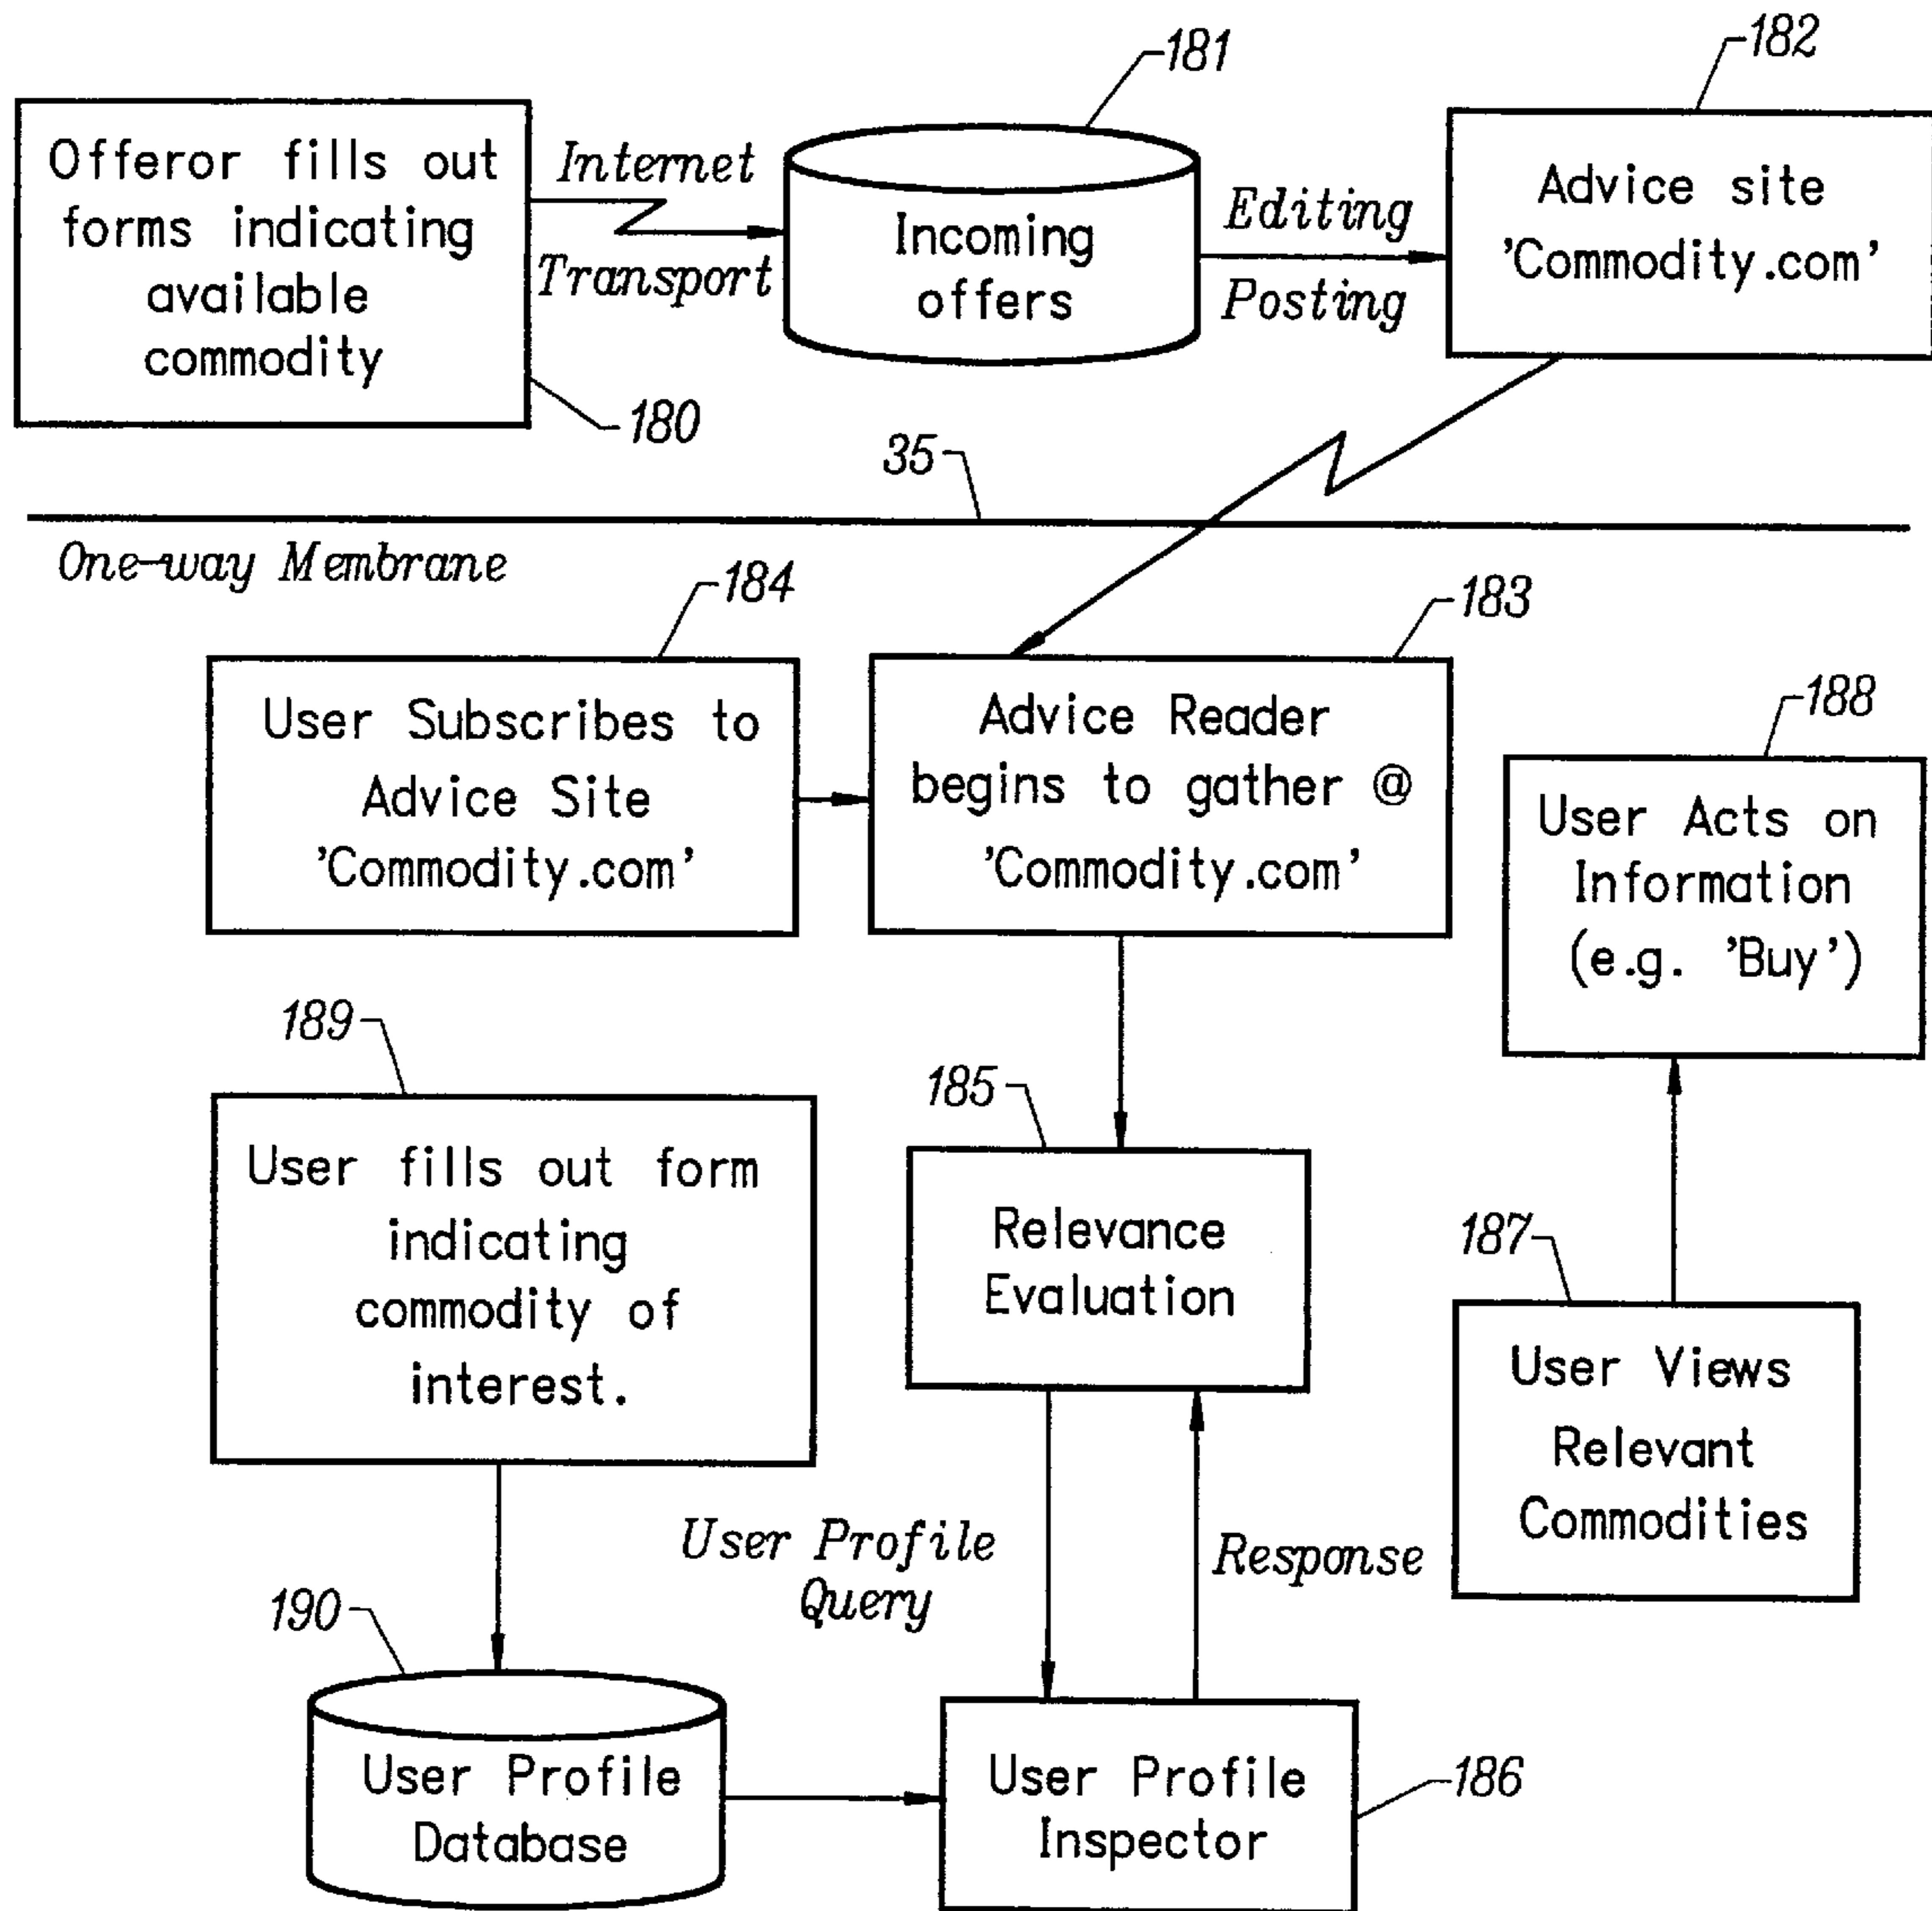 181
182
Offeror fills out
forms indicating
available
commodity
180
Internet
Transport
Incoming
offers
Editing
Posting
Advice site
'Commodity.com'
35
One-way Membrane
184
User Subscribes to
Advice Site
'Commodity.com'
183
Advice Reader
begins to gather @
'Commodity.com'
188
User Acts on
Information
(e.g. 'Buy')
189
User fills out form
indicating
commodity of
interest.
185
Relevance
Evaluation
187
User Views
Relevant
Commodities
User Profile
Query
Response
190
User Profile
Database
User Profile
Inspector
186